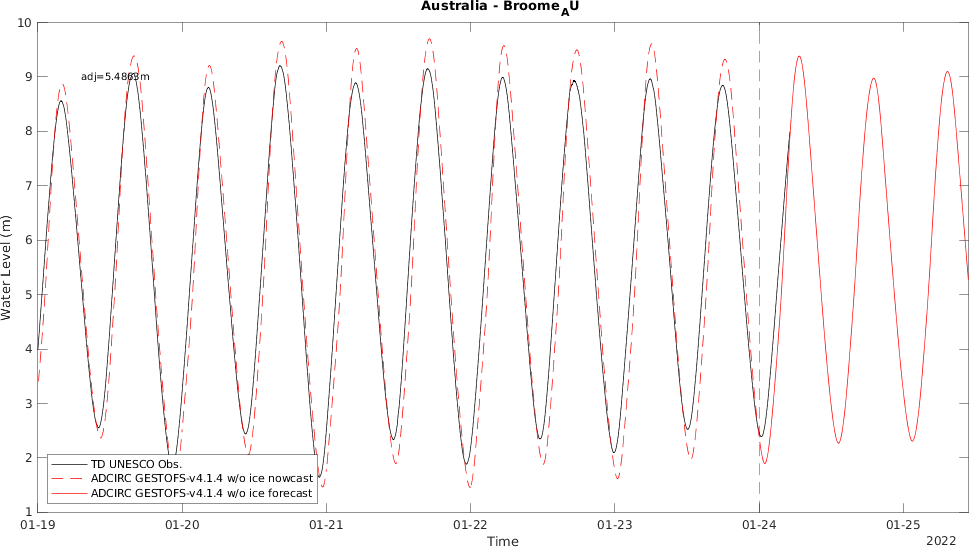 Australia - Broome_AU
10
9
8
7
6
5
4
3
2
1
Water Level (m)
adj=5.4863m
TD UNESCO Obs.
ADCIRC GESTOFS-v4.1.4 w/o ice nowcast
ADCIRC GESTOFS-v4.1.4 w/o ice forecast
01-19 01-20 01-21 01-22 01-23 01-24 01-25
Time
2022